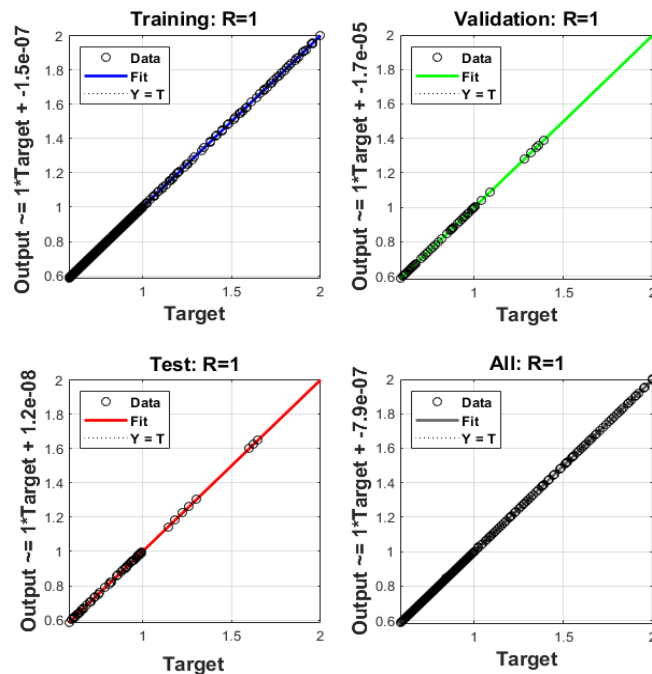 Training: R=1
Output ~= 1*Target + -1.5e-07
2
1.8
1.6
1.4
1.2
1
0.8
0.6
Data
Fit
Y = T
1
1.5
2
Target
Validation: R=1
Output ~= 1*Target + -1.7e-05
2
1.8
1.6
1.4
1.2
1
0.8
0.6
Data
Fit
Y = T
1
1.5
2
Target
Test: R=1
Output ~= 1*Target + 1.2e-08
2
1.8
1.6
1.4
1.2
1
0.8
0.6
Data
Fit
Y = T
1
1.5
2
Target
All: R=1
Output ~= 1*Target + -7.9e-07
2
1.8
1.6
1.4
1.2
1
0.8
0.6
Data
Fit
Y = T
1
1.5
2
Target